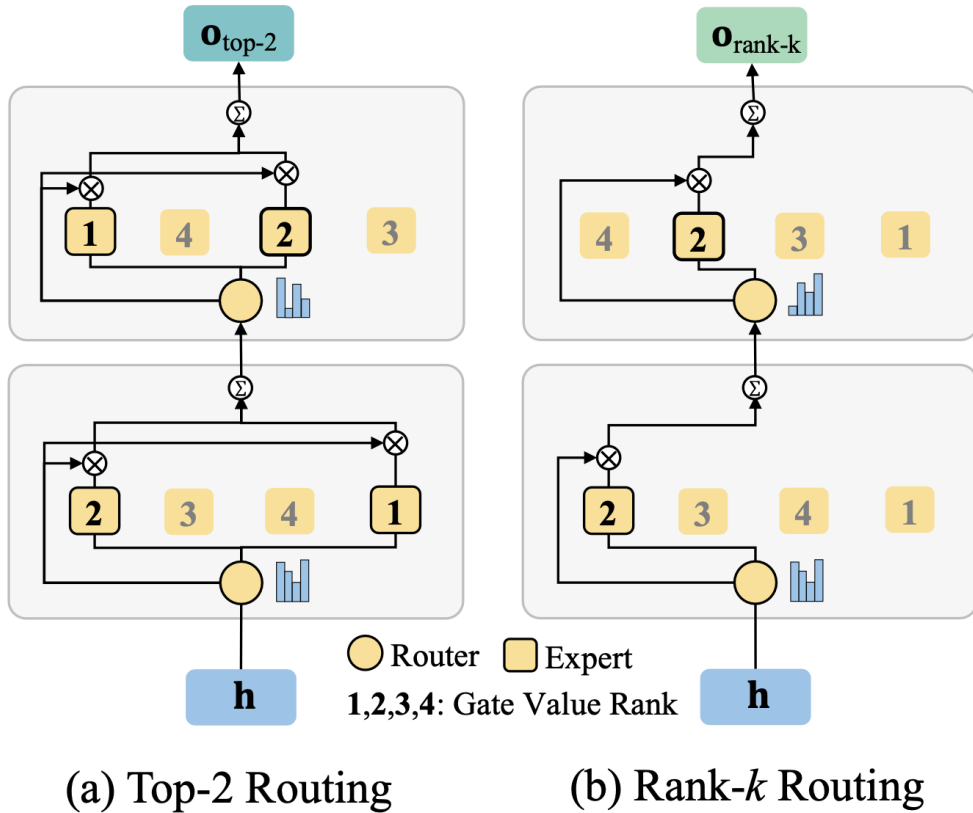 o_top-2
Σ
1 4 2 3
Σ
2 3 4 1
h
o_rank-k
Σ
4 2 3 1
Σ
2 3 4 1
h
Router Expert
1,2,3,4: Gate Value Rank
(a) Top-2 Routing
(b) Rank-k Routing